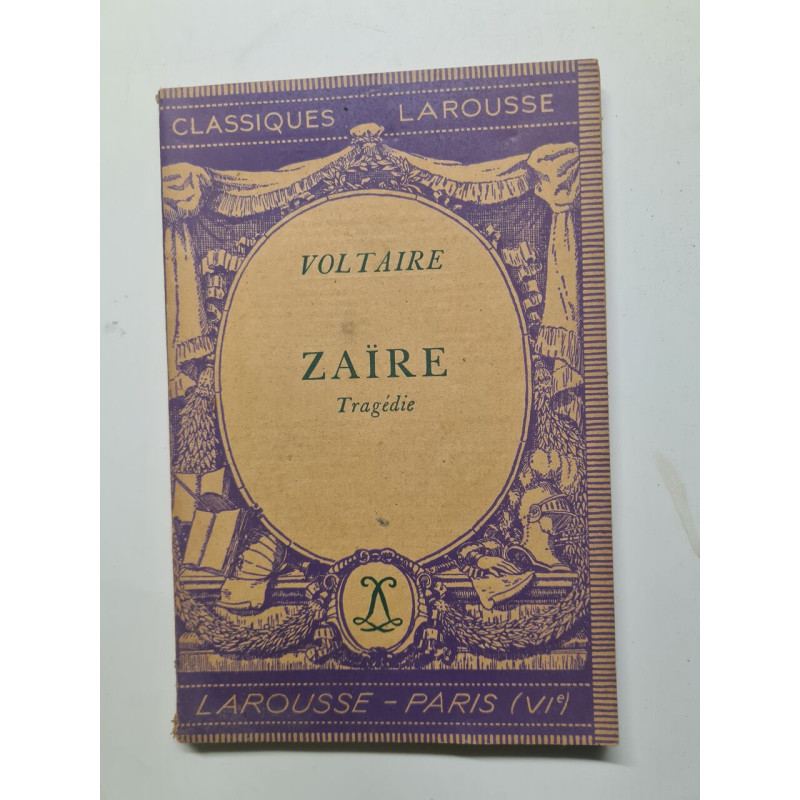 CLASSIQUES LAROUSSE
VOLTAIRE
ZAÏRE
Tragédie
LAROUSSE – PARIS (VIᵉ)